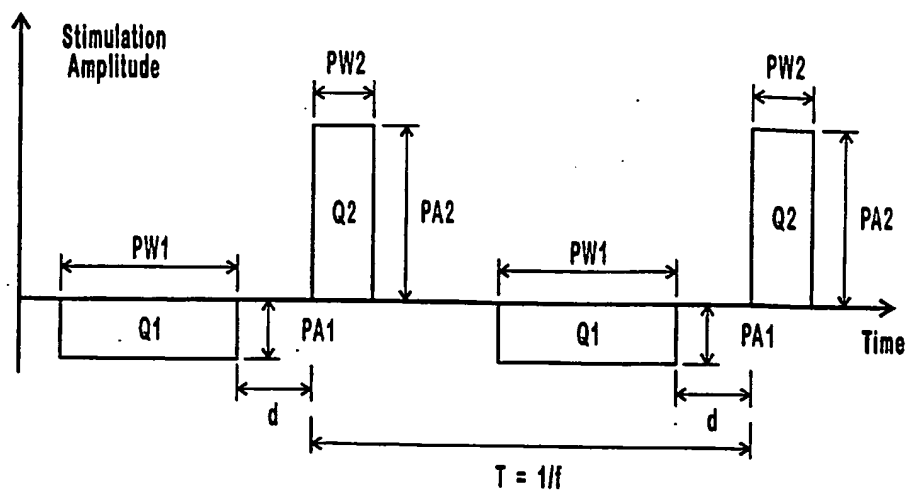 Stimulation
Amplitude
PW2
PW2
Q2
PA2
Q2
PA2
PW1
PW1
Q1
PA1
Q1
PA1
Time
d
d
T = 1/f